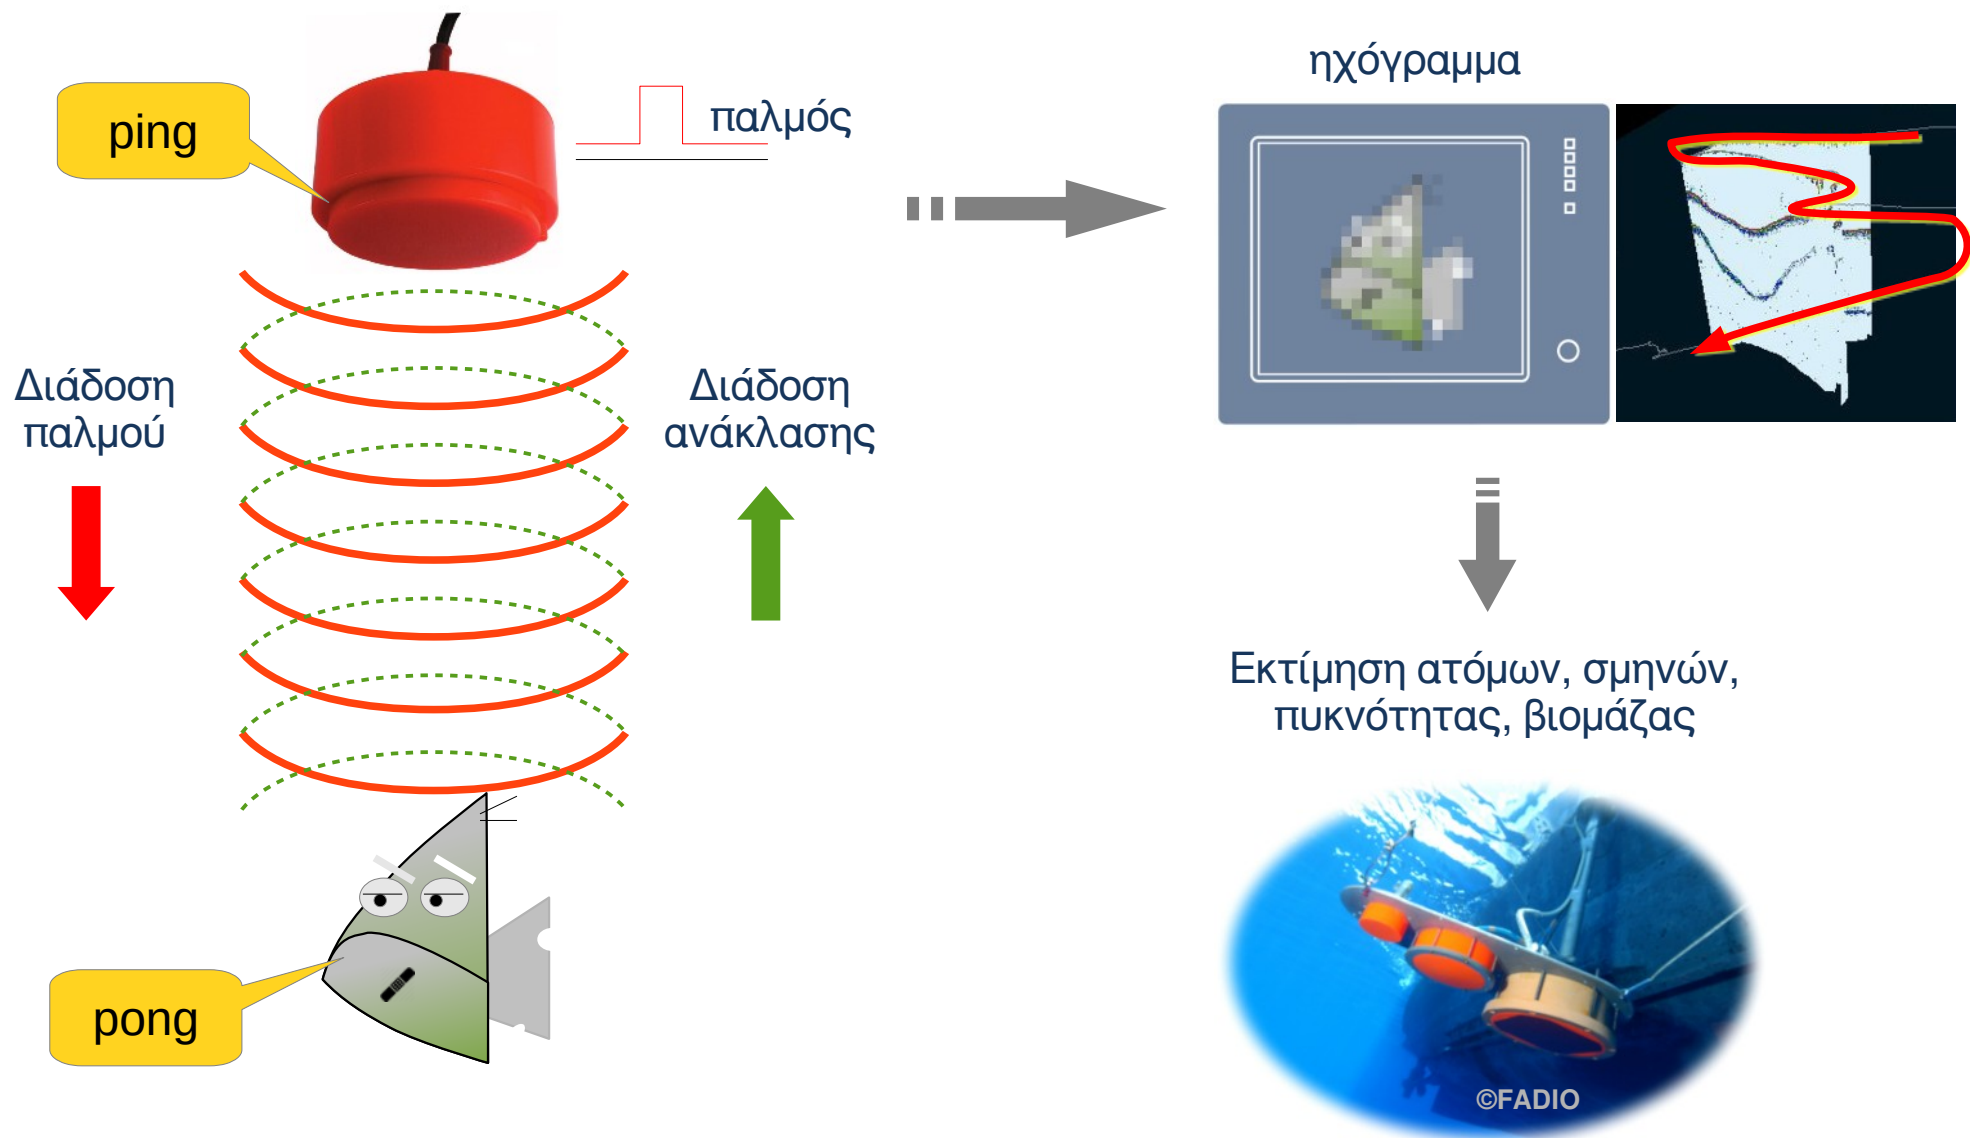 ping
παλμός
ηχόγραμμα
Διάδοση
παλμού
Διάδοση
ανάκλασης
Εκτίμηση ατόμων, σμηνών,
πυκνότητας, βιομάζας
pong
©FADIO